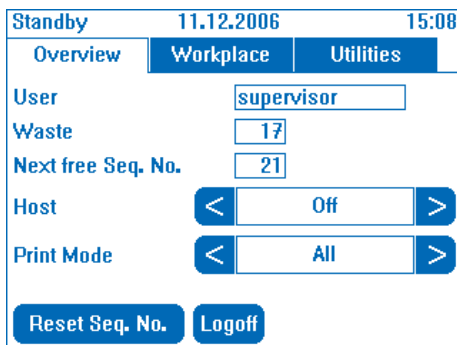 Standby 11.12.2006 15:08
Overview Workplace Utilities
User supervisor
Waste 17
Next free Seq. No. 21
Host < Off >
Print Mode < All >
Reset Seq. No. Logoff